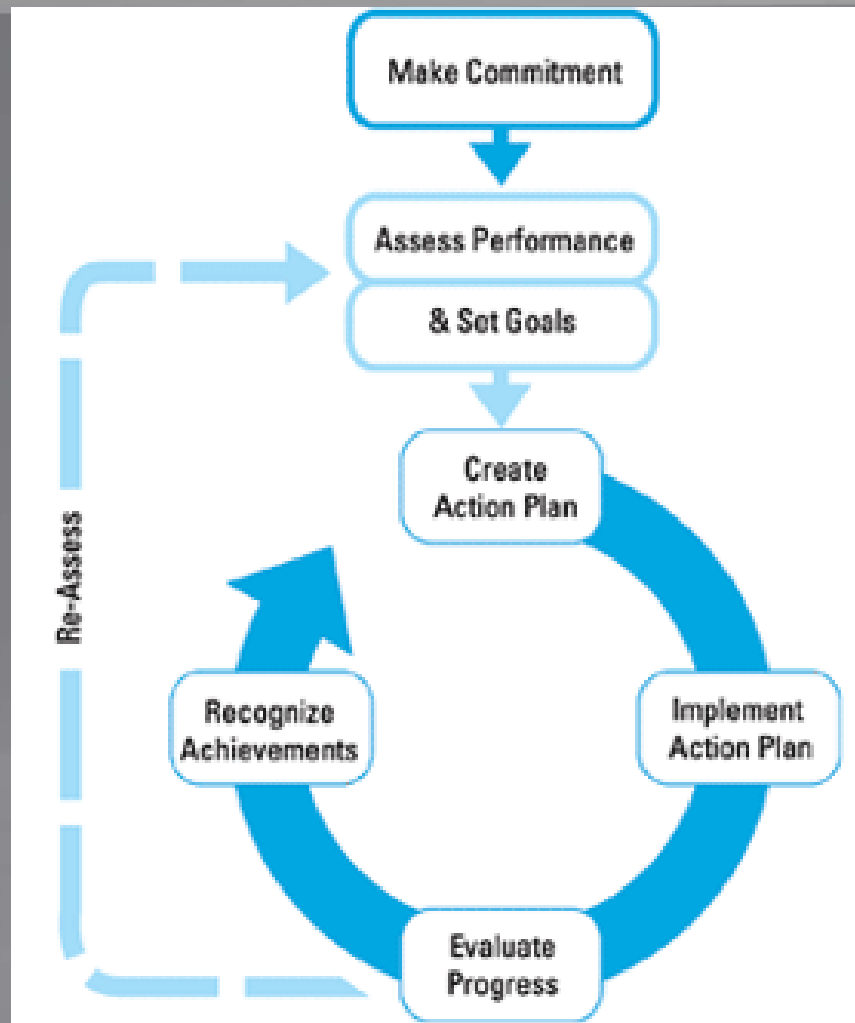 Make Commitment
Assess Performance
& Set Goals
Create
Action Plan
Re-Assess
Recognize
Achievements
Implement
Action Plan
Evaluate
Progress